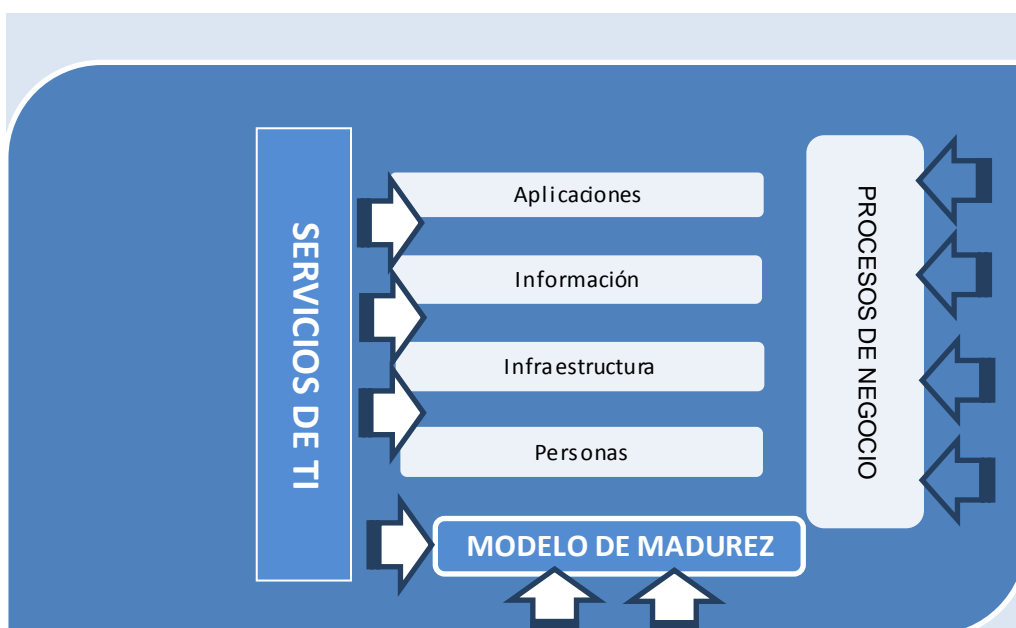 SERVICIOS DE TI
Aplicaciones
Información
Infraestructura
Personas
MODELO DE MADUREZ
PROCESOS DE NEGOCIO